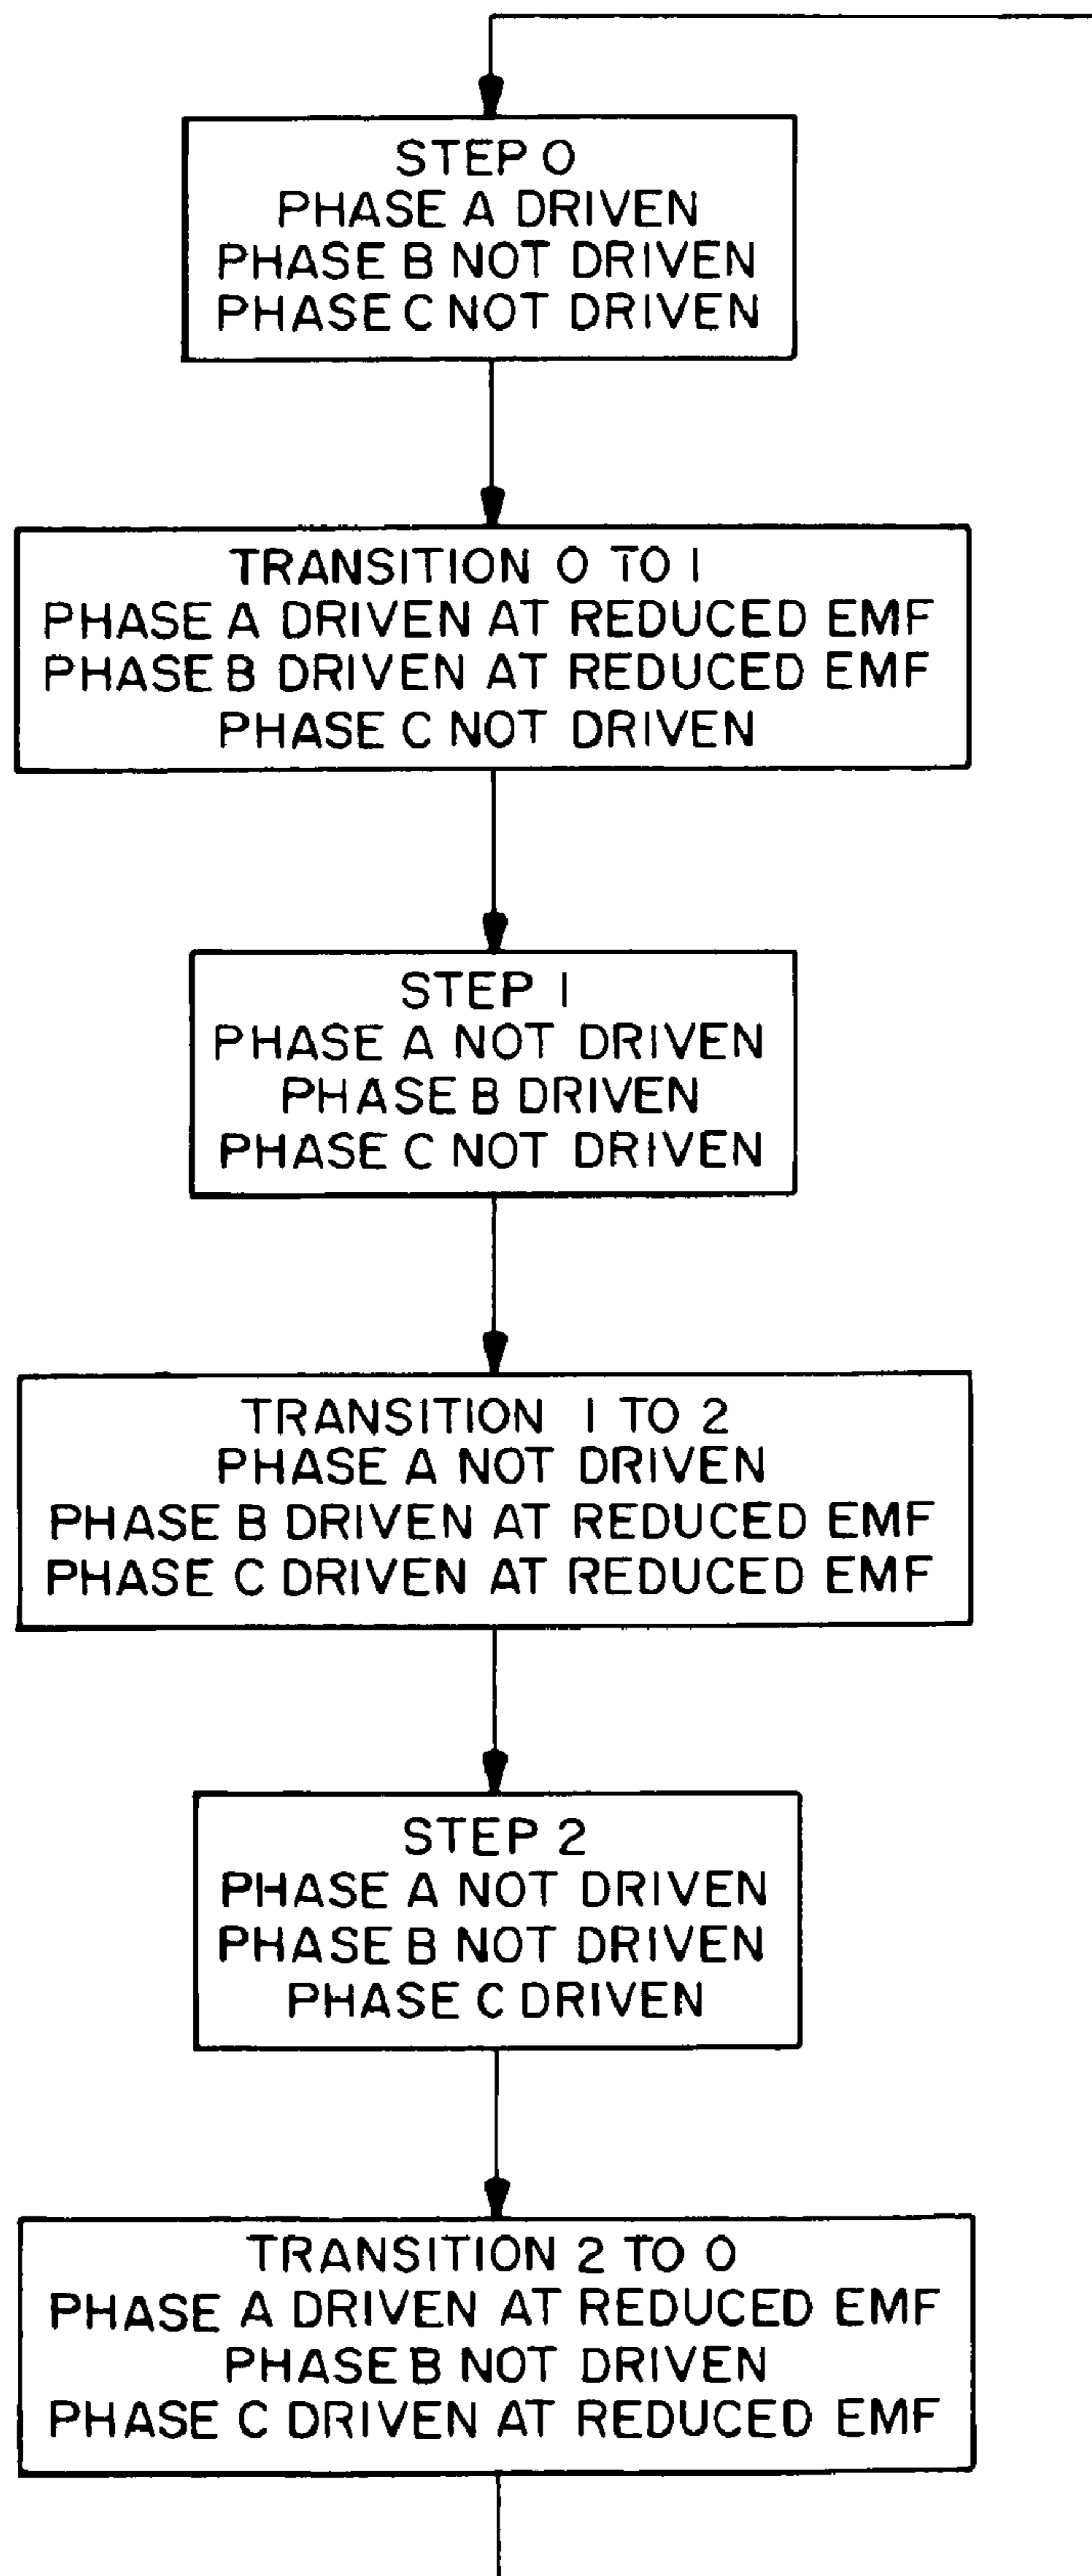 STEP 0
PHASE A DRIVEN
PHASE B NOT DRIVEN
PHASE C NOT DRIVEN
TRANSITION 0 TO 1
PHASE A DRIVEN AT REDUCED EMF
PHASE B DRIVEN AT REDUCED EMF
PHASE C NOT DRIVEN
STEP 1
PHASE A NOT DRIVEN
PHASE B DRIVEN
PHASE C NOT DRIVEN
TRANSITION 1 TO 2
PHASE A NOT DRIVEN
PHASE B DRIVEN AT REDUCED EMF
PHASE C DRIVEN AT REDUCED EMF
STEP 2
PHASE A NOT DRIVEN
PHASE B NOT DRIVEN
PHASE C DRIVEN
TRANSITION 2 TO 0
PHASE A DRIVEN AT REDUCED EMF
PHASE B NOT DRIVEN
PHASE C DRIVEN AT REDUCED EMF